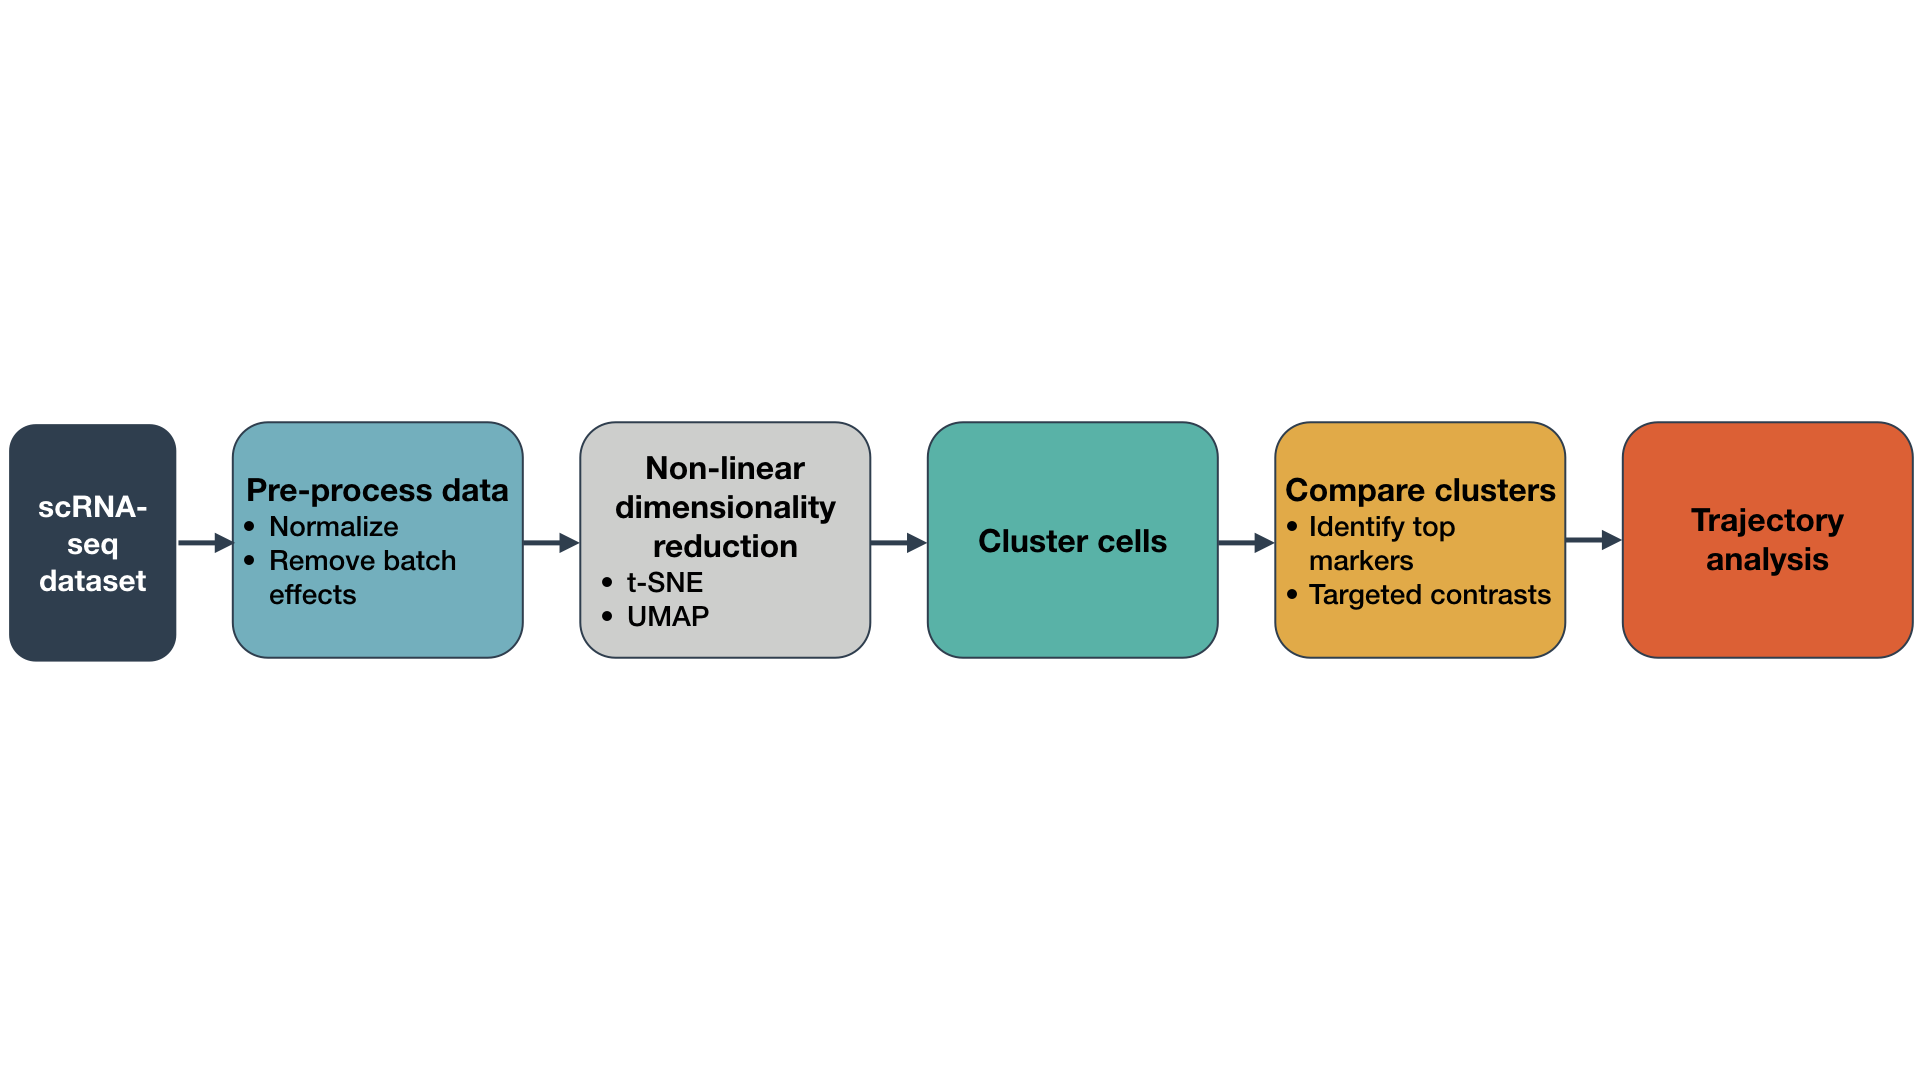 scRNA-
seq
dataset
Pre-process data
• Normalize
• Remove batch
effects
Non-linear
dimensionality
reduction
• t-SNE
• UMAP
Cluster cells
Compare clusters
• Identify top
markers
• Targeted contrasts
Trajectory
analysis